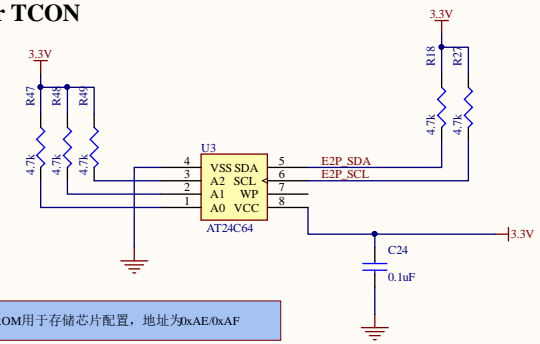 r TCON
3.3V
3.3V
R47
R48
R49
R18
R27
4.7k
4.7k
4.7k
4.7k
4.7k
U3
4
VSS
SDA
5
E2P_SDA
3
A2
SCL
6
E2P_SCL
2
A1
WP
7
1
A0
VCC
8
AT24C64
3.3V
C24
0.1uF
ROM用于存储芯片配置，地址为0xAE/0xAF